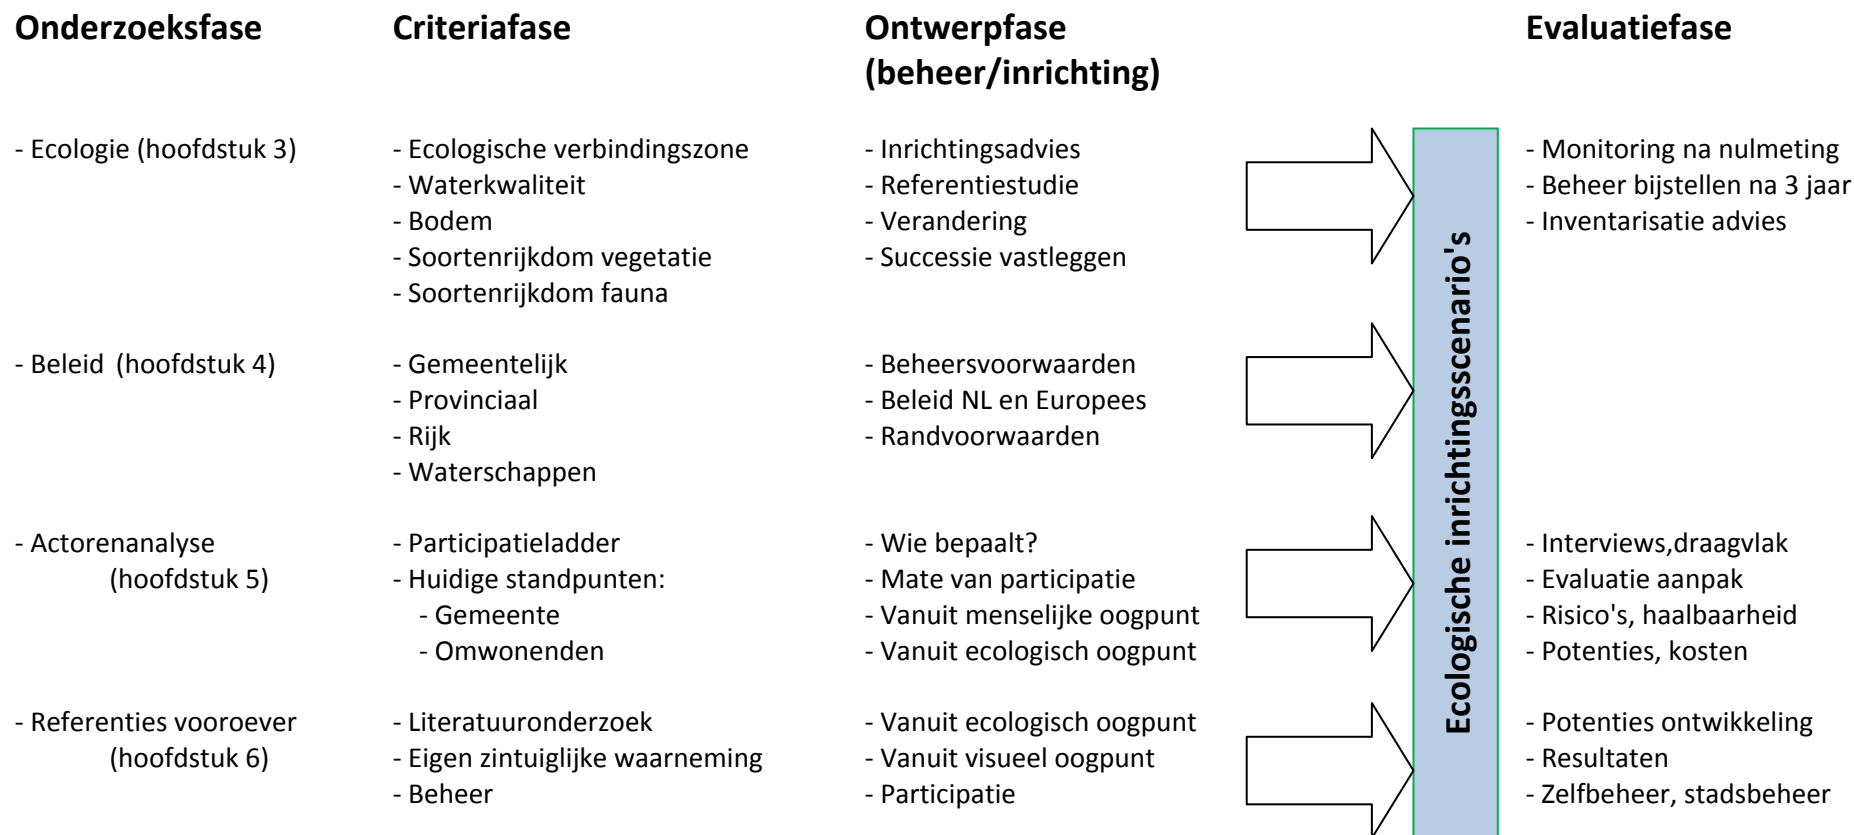 Onderzoeksfase
Criteriafase
Ontwerpfase
(beheer/inrichting)
Evaluatiefase
- Ecologie (hoofdstuk 3)
- Ecologische verbindingszone
- Waterkwaliteit
- Bodem
- Soortenrijkdom vegetatie
- Soortenrijkdom fauna
- Inrichtingsadvies
- Referentiestudie
- Verandering
- Successie vastleggen
- Monitoring na nulmeting
- Beheer bijstellen na 3 jaar
- Inventarisatie advies
- Beleid (hoofdstuk 4)
- Gemeentelijk
- Provinciaal
- Rijk
- Waterschappen
- Beheersvoorwaarden
- Beleid NL en Europees
- Randvoorwaarden
- Actorenanalyse
(hoofdstuk 5)
- Participatieladder
- Huidige standpunten:
- Gemeente
- Omwonenden
- Wie bepaalt?
- Mate van participatie
- Vanuit menselijke oogpunt
- Vanuit ecologisch oogpunt
- Interviews,draagvlak
- Evaluatie aanpak
- Risico's, haalbaarheid
- Potenties, kosten
- Referenties vooroever
(hoofdstuk 6)
- Literatuuronderzoek
- Eigen zintuiglijke waarneming
- Beheer
- Vanuit ecologisch oogpunt
- Vanuit visueel oogpunt
- Participatie
- Potenties ontwikkeling
- Resultaten
- Zelfbeheer, stadsbeheer
Ecologische inrichtingsscenario's